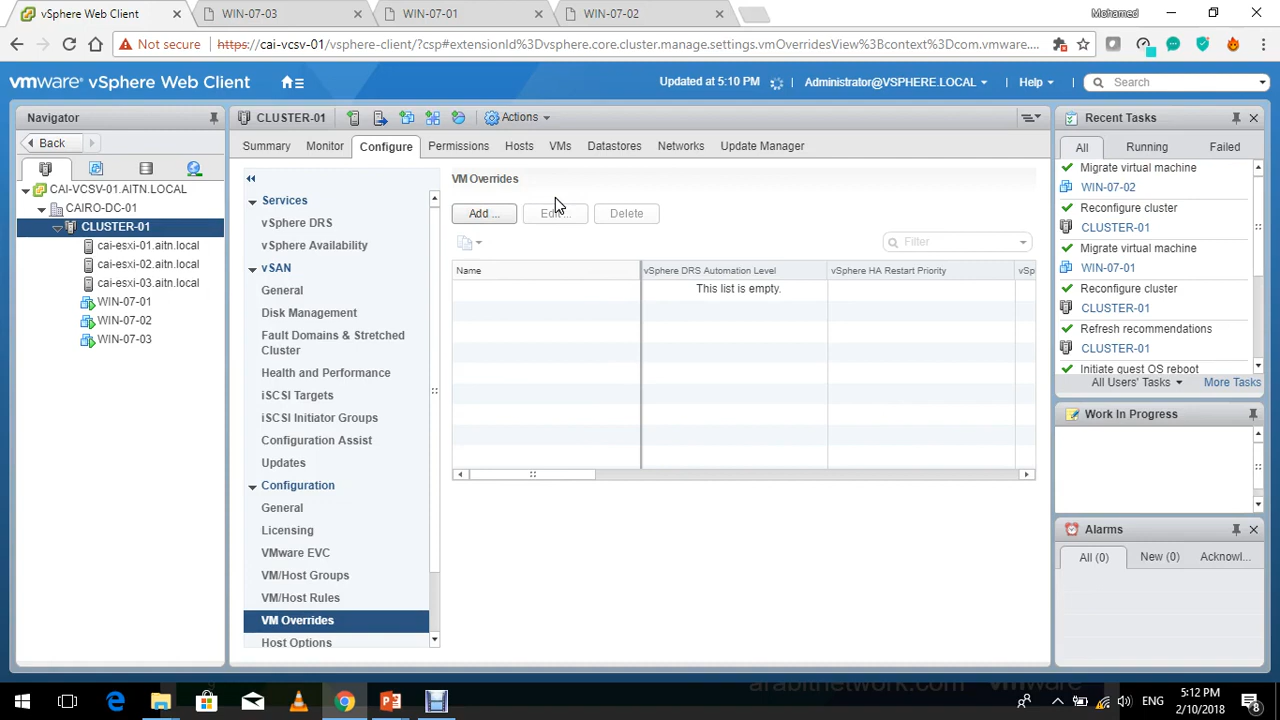 vSphere Web Client
WIN-07-03
WIN-07-01
WIN-07-02
Mohamed
Not secure
https://cai-vcsv-01/vsphere-client/?csp#extensionId%3Dvsphere.core.cluster.manage.settings.vmOverridesView%3Bcontext%3Dcom.vmware....
vmware vSphere Web Client
Updated at 5:10 PM
Administrator@VSPHERE.LOCAL
Help
Search
Navigator
Back
CAI-VCSV-01.AITN.LOCAL
CAIRO-DC-01
CLUSTER-01
cai-esxi-01.aitn.local
cai-esxi-02.aitn.local
cai-esxi-03.aitn.local
WIN-07-01
WIN-07-02
WIN-07-03
CLUSTER-01
Actions
Summary
Monitor
Configure
Permissions
Hosts
VMs
Datastores
Networks
Update Manager
Services
vSphere DRS
vSphere Availability
vSAN
General
Disk Management
Fault Domains & Stretched
Cluster
Health and Performance
iSCSI Targets
iSCSI Initiator Groups
Configuration Assist
Updates
Configuration
General
Licensing
VMware EVC
VM/Host Groups
VM/Host Rules
VM Overrides
Host Options
VM Overrides
Add ...
Delete
Filter
Name
vSphere DRS Automation Level
vSphere HA Restart Priority
vSp
This list is empty.
Recent Tasks
All
Running
Failed
Migrate virtual machine
WIN-07-02
Reconfigure cluster
CLUSTER-01
Migrate virtual machine
WIN-07-01
Reconfigure cluster
CLUSTER-01
Refresh recommendations
CLUSTER-01
Initiate guest OS reboot
All Users' Tasks
More Tasks
Work In Progress
Alarms
All (0)
New (0)
Acknowl...
arabitnetwork.com vmware
ENG
5:12 PM
2/10/2018
8